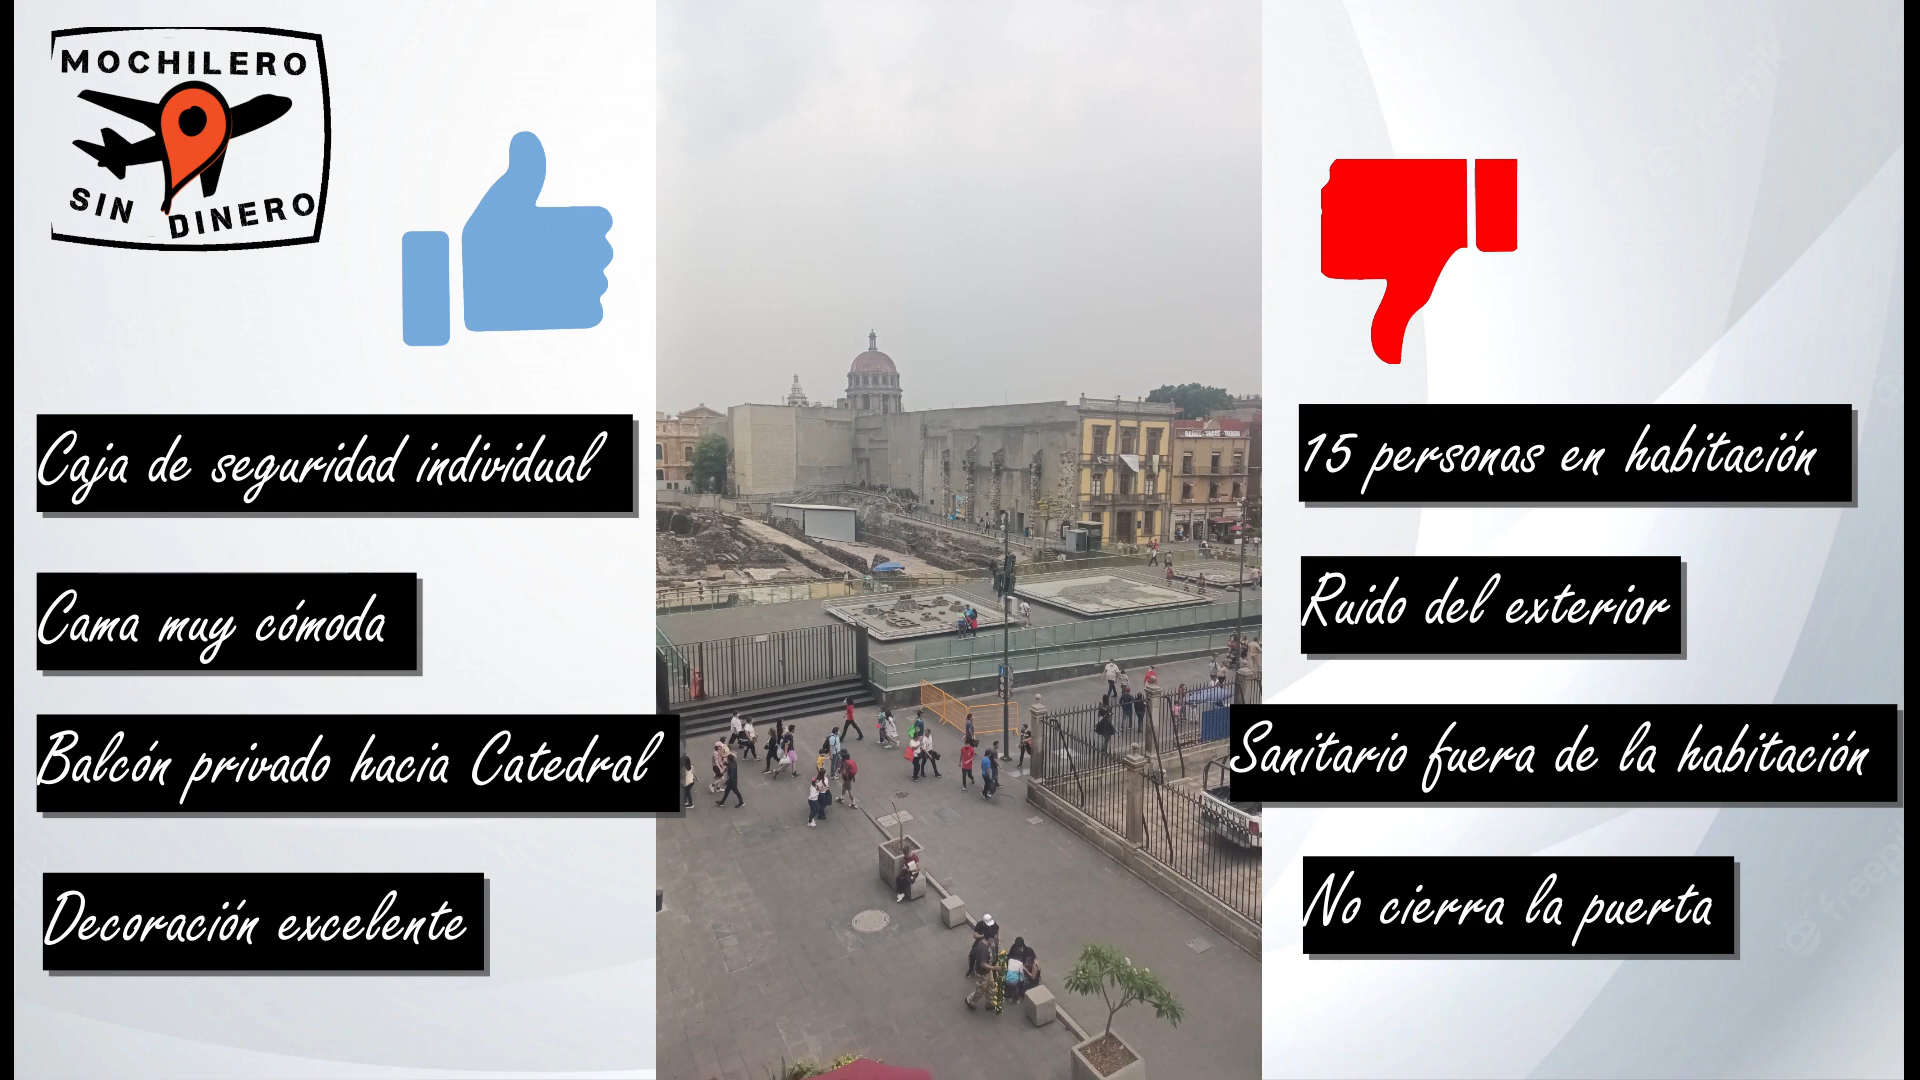 MOCHILERO
SIN DINERO
Caja de seguridad individual
Cama muy cómoda
Balcón privado hacia Catedral
Decoración excelente
15 personas en habitación
Ruido del exterior
Sanitario fuera de la habitación
No cierra la puerta
freepik